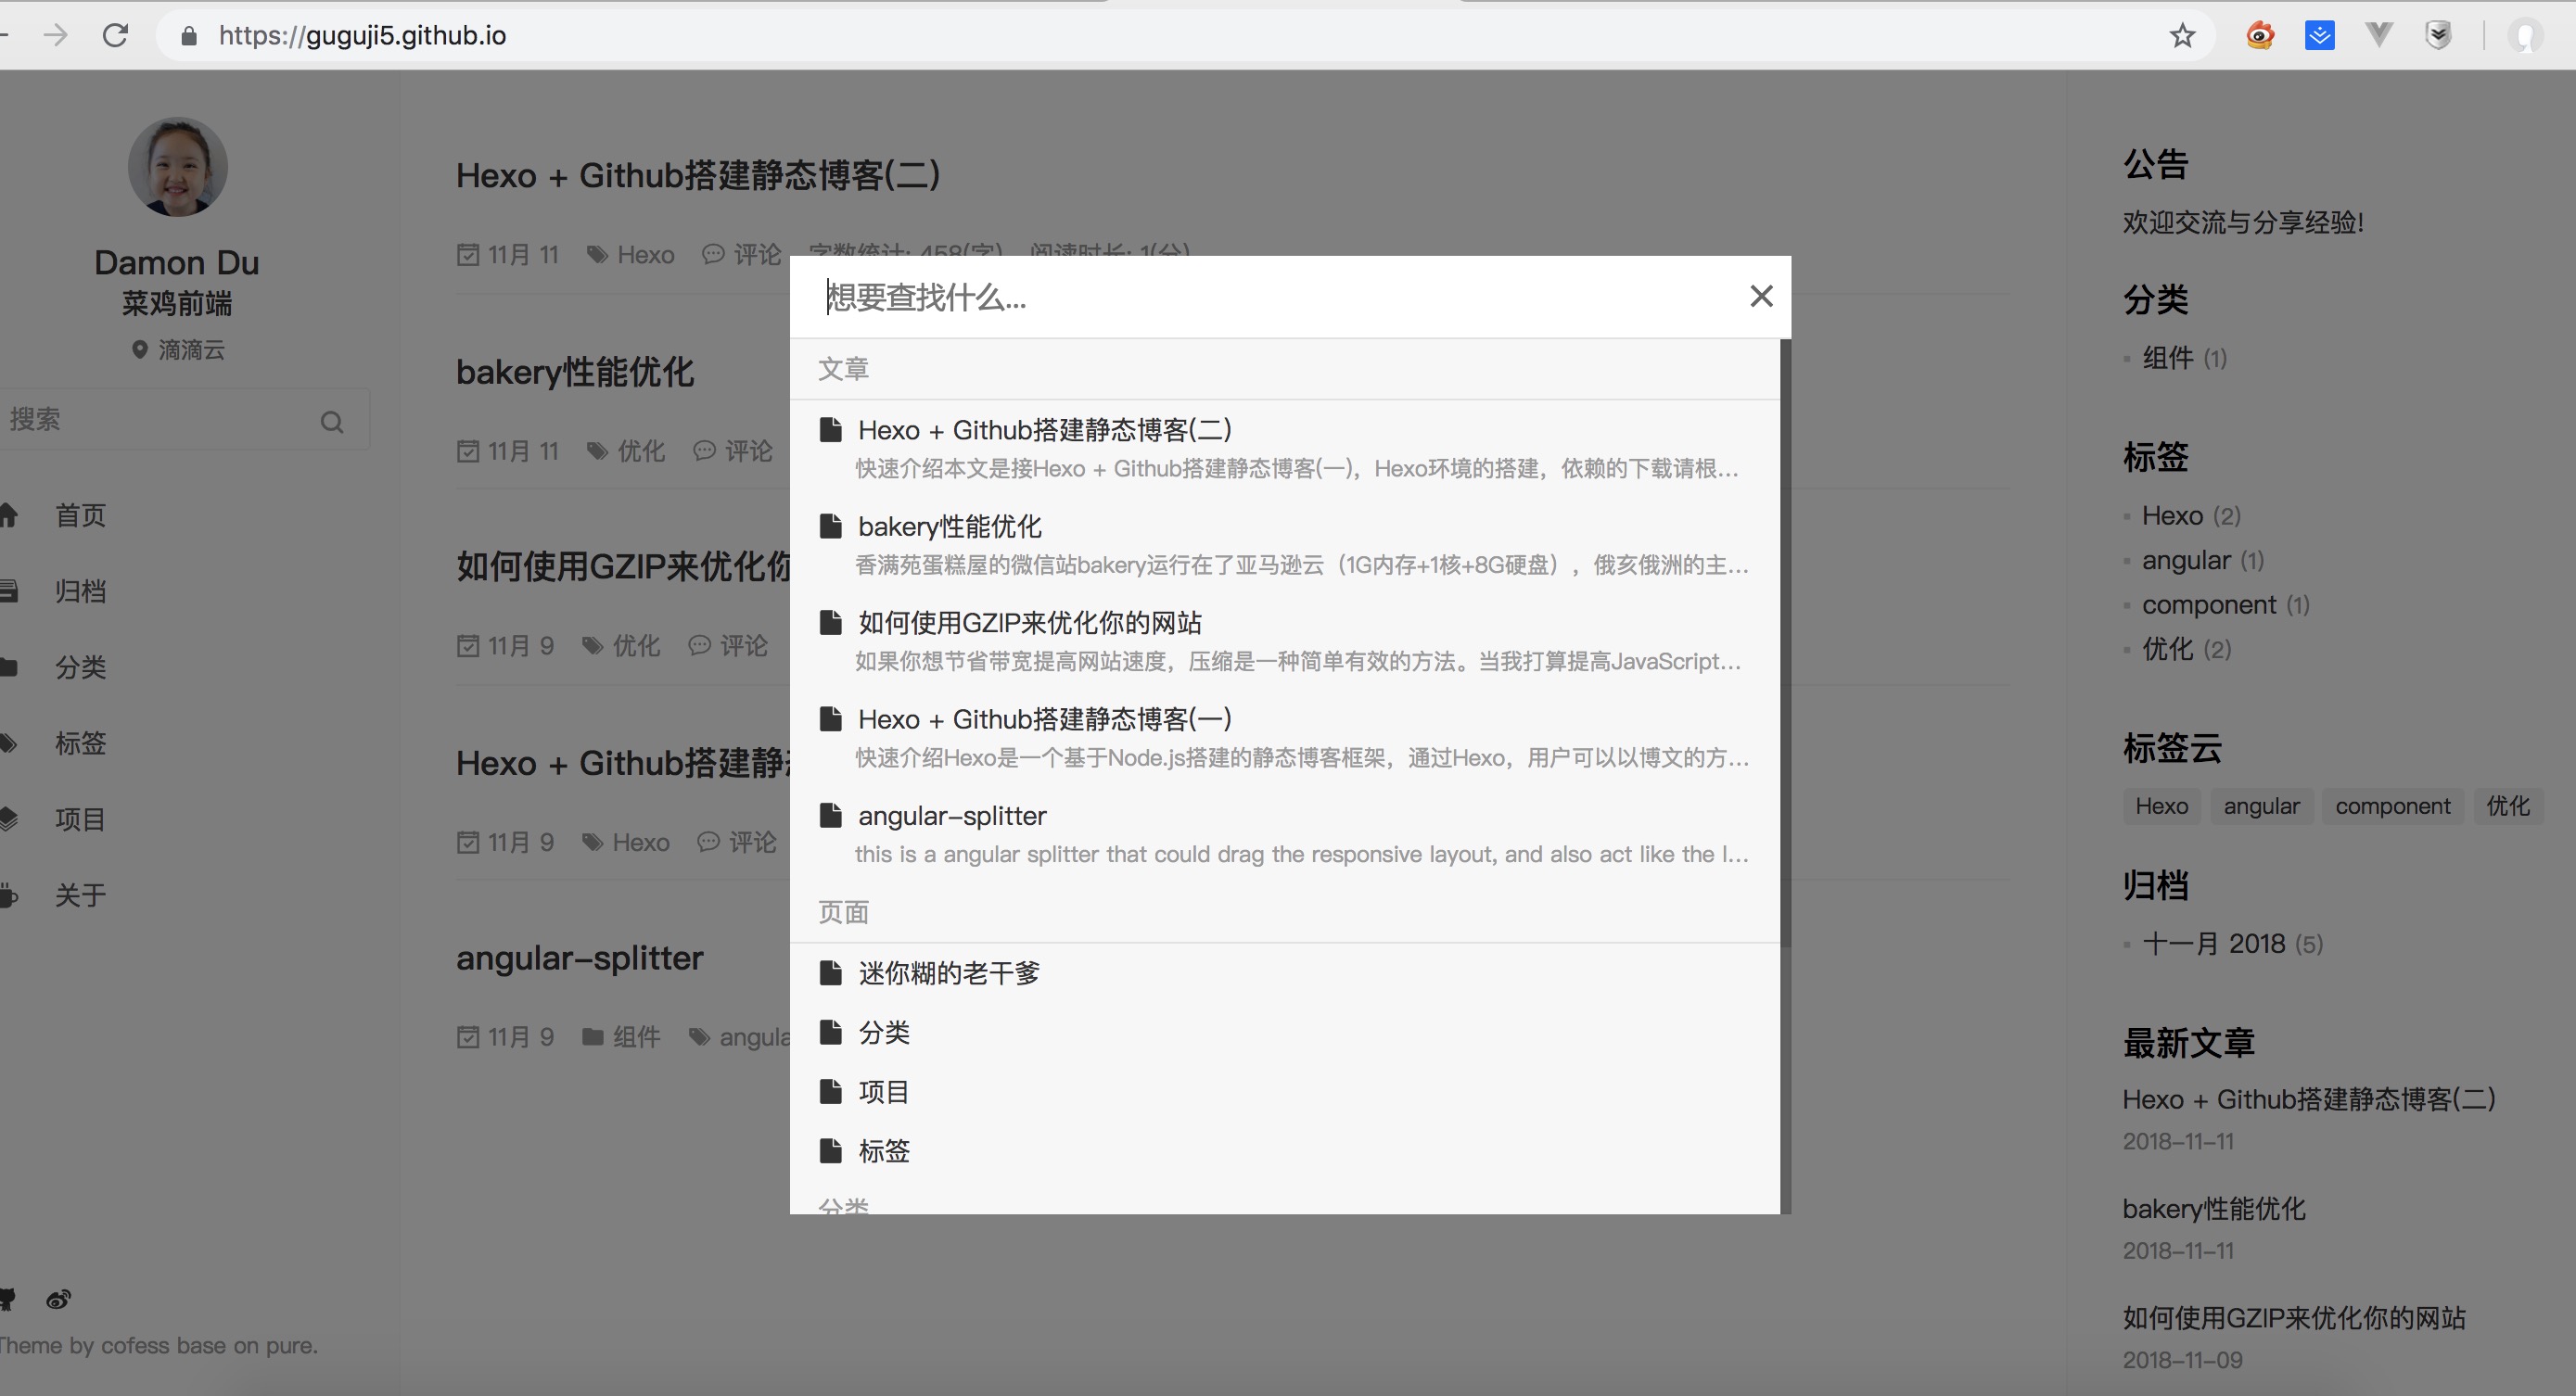 https://guguji5.github.io
Damon Du
菜鸡前端
滴滴云
搜索
首页
归档
分类
标签
项目
关于
Theme by cofess base on pure.
Hexo + Github搭建静态博客(二)
11月 11 Hexo 评论 字数统计: 458(字) 阅读时长: 1(分)
bakery性能优化
11月 11 优化 评论
如何使用GZIP来优化你
11月 9 优化 评论
Hexo + Github搭建静
11月 9 Hexo 评论
angular-splitter
11月 9 组件 angula
想要查找什么...
文章
Hexo + Github搭建静态博客(二)
快速介绍本文是接Hexo + Github搭建静态博客(一)，Hexo环境的搭建，依赖的下载请根...
bakery性能优化
香满苑蛋糕屋的微信站bakery运行在了亚马逊云（1G内存+1核+8G硬盘），俄亥俄洲的主...
如何使用GZIP来优化你的网站
如果你想节省带宽提高网站速度，压缩是一种简单有效的方法。当我打算提高JavaScript...
Hexo + Github搭建静态博客(一)
快速介绍Hexo是一个基于Node.js搭建的静态博客框架，通过Hexo，用户可以以博文的方...
angular-splitter
this is a angular splitter that could drag the responsive layout, and also act like the l...
页面
迷你糊的老干爹
分类
项目
标签
分类
公告
欢迎交流与分享经验!
分类
组件 (1)
标签
Hexo (2)
angular (1)
component (1)
优化 (2)
标签云
Hexo angular component 优化
归档
十一月 2018 (5)
最新文章
Hexo + Github搭建静态博客(二)
2018-11-11
bakery性能优化
2018-11-11
如何使用GZIP来优化你的网站
2018-11-09